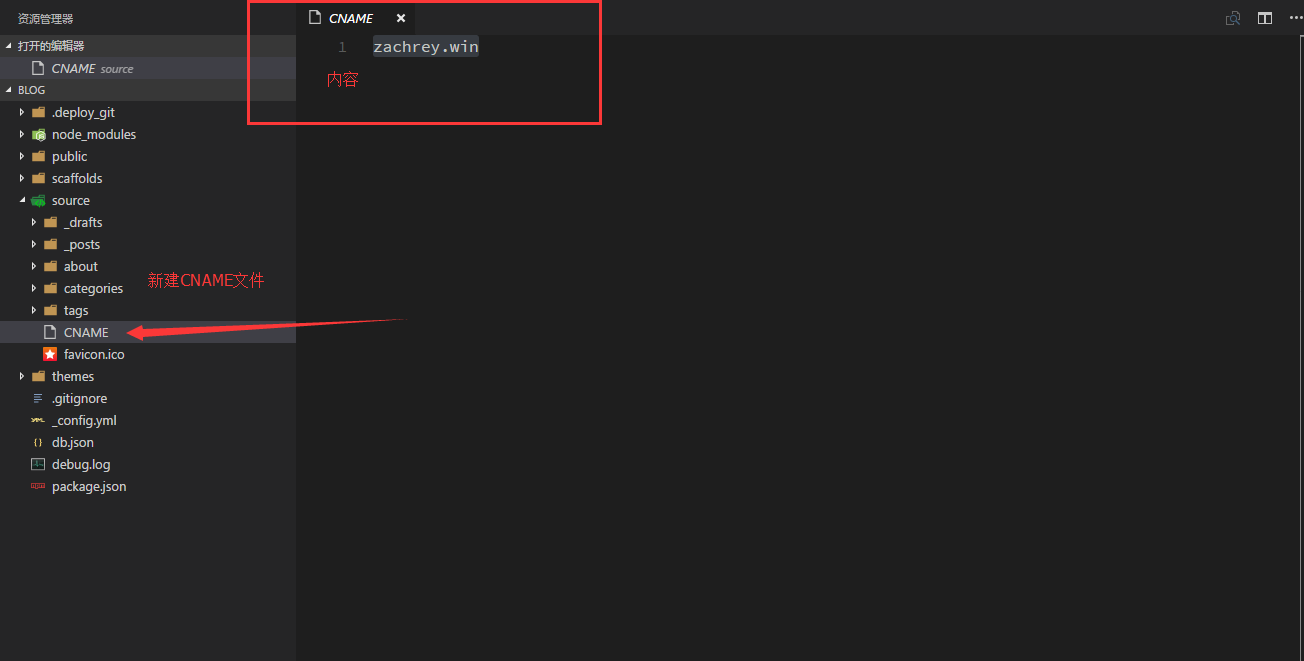 资源管理器
打开的编辑器
CNAME source
BLOG
.deploy_git
node_modules
public
scaffolds
source
_drafts
_posts
about
categories
tags
CNAME
favicon.ico
themes
.gitignore
_config.yml
db.json
debug.log
package.json
新建CNAME文件
CNAME
1 zachrey.win
内容